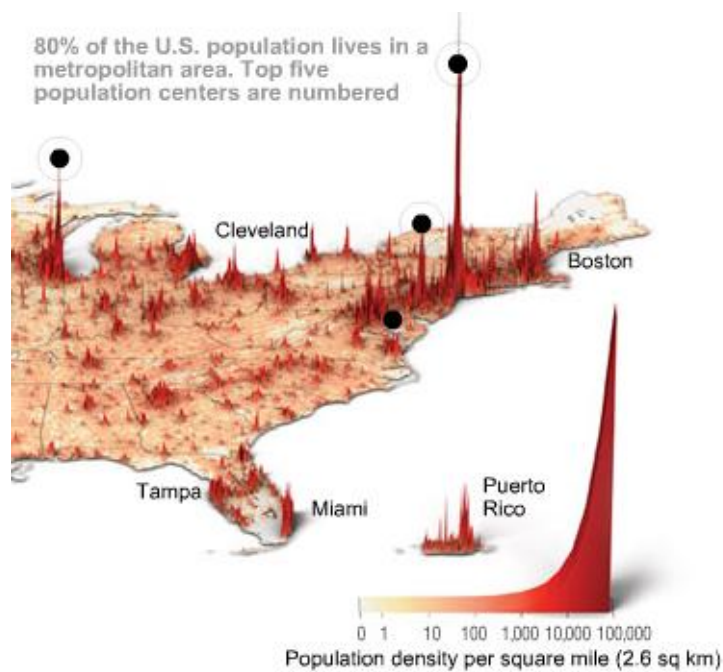 80% of the U.S. population lives in a
metropolitan area. Top five
population centers are numbered
Cleveland
Boston
Tampa
Miami
Puerto
Rico
0 1 10 100 1,000 10,000 100,000
Population density per square mile (2.6 sq km)